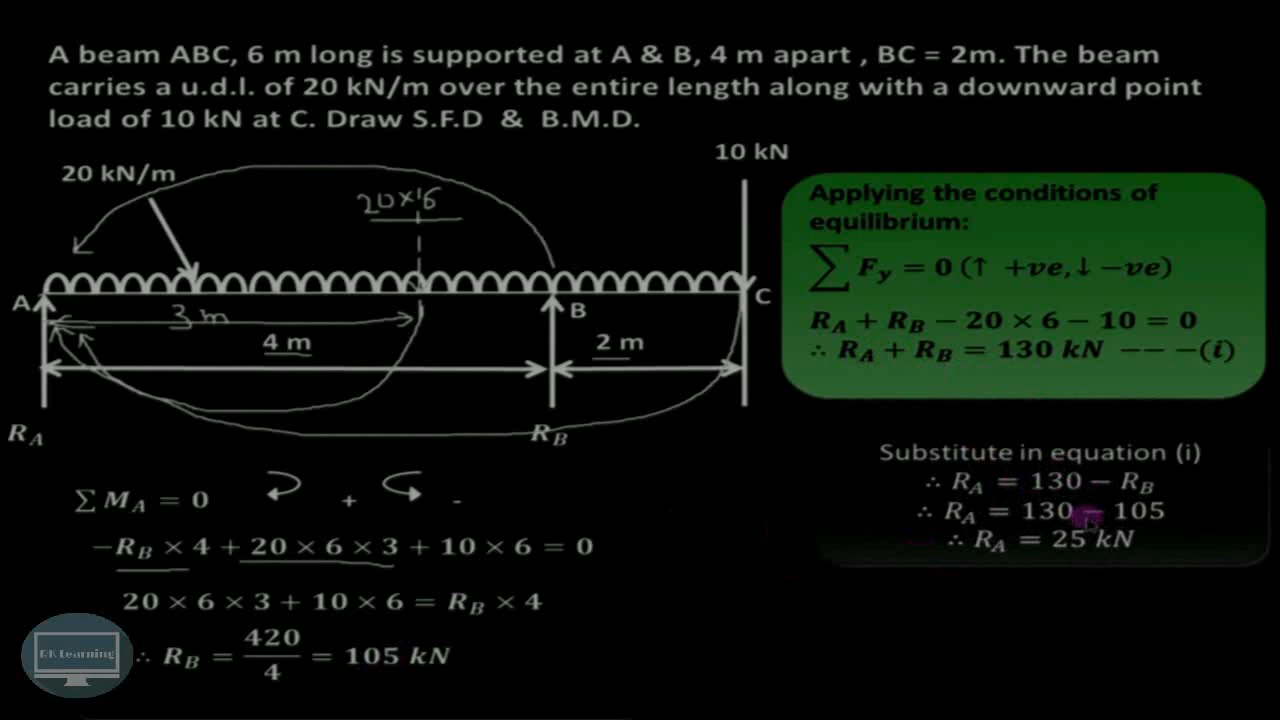 A beam ABC, 6 m long is supported at A & B, 4 m apart , BC = 2m. The beam
carries a u.d.l. of 20 kN/m over the entire length along with a downward point
load of 10 kN at C. Draw S.F.D & B.M.D.
10 kN
20 kN/m
20×16
A
B
C
3 m
4 m
2 m
R_A
R_B
Applying the conditions of
equilibrium:
∑ F_y = 0 (↑ +ve,↓ −ve)
R_A + R_B − 20 × 6 − 10 = 0
∴ R_A + R_B = 130 kN −− −(i)
Substitute in equation (i)
∴ R_A = 130 − R_B
∴ R_A = 130 − 105
∴ R_A = 25 kN
∑ M_A = 0 + -
−R_B × 4 + 20 × 6 × 3 + 10 × 6 = 0
20 × 6 × 3 + 10 × 6 = R_B × 4
∴ R_B = 420/4 = 105 kN
RK Learning